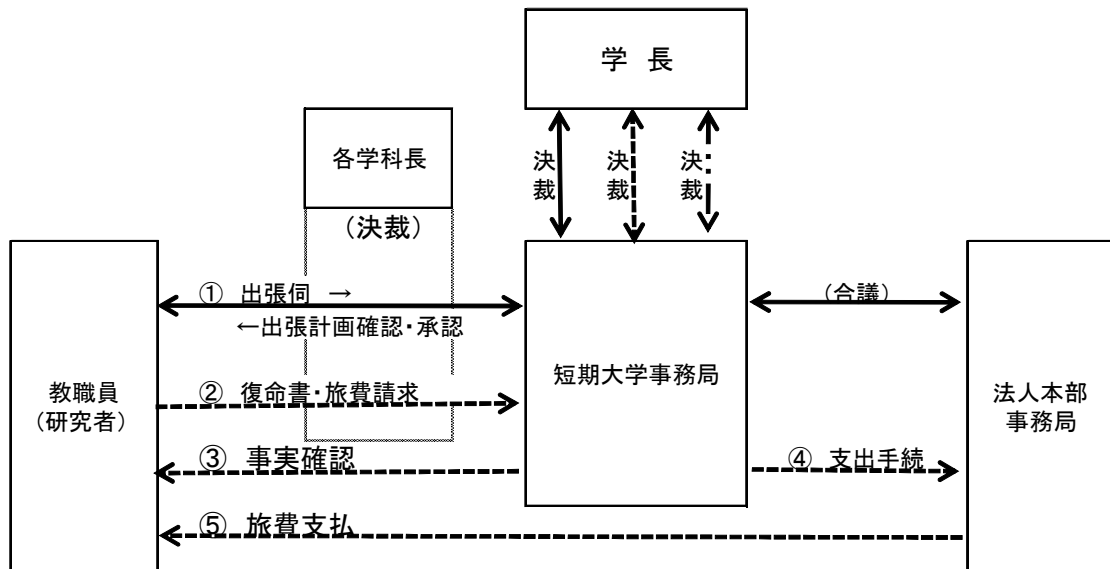 学 長
各学科長
(決裁)
決裁
決裁
決裁
① 出張伺 →
←出張計画確認・承認
(合議)
教職員
(研究者)
② 復命書・旅費請求
短期大学事務局
法人本部
事務局
③ 事実確認
④ 支出手続
⑤ 旅費支払